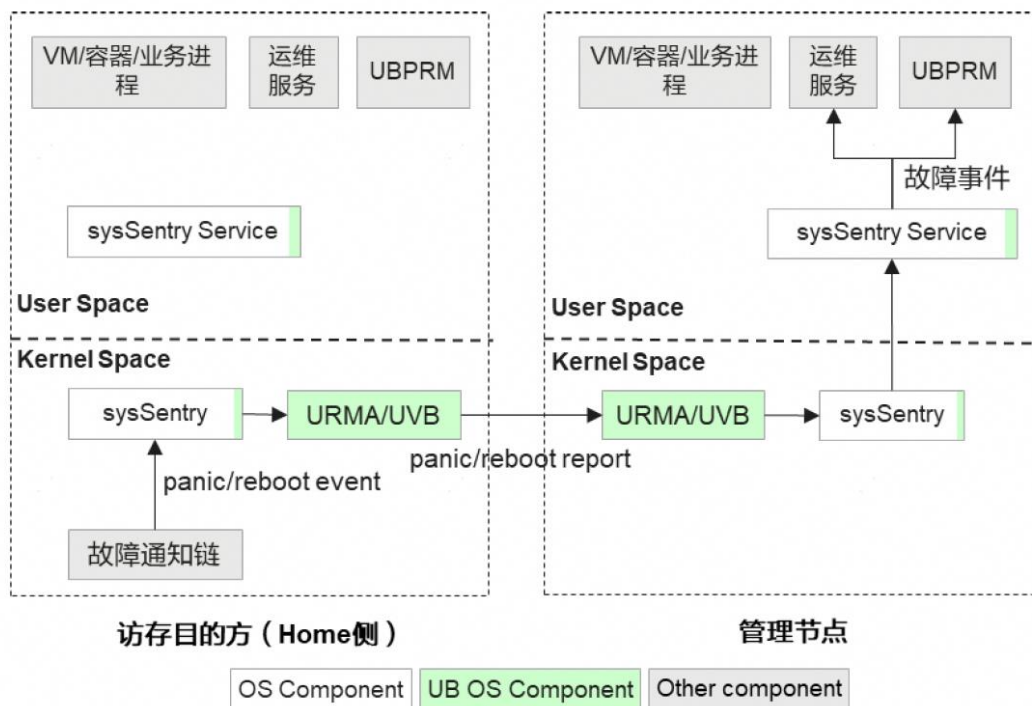 VM/容器/业务进
程
运维
服务
UBPRM
sysSentry Service
User Space
Kernel Space
sysSentry
URMA/UVB
panic/reboot event
故障通知链
访存目的方（Home侧）
panic/reboot report
VM/容器/业务进
程
运维
服务
UBPRM
故障事件
sysSentry Service
User Space
Kernel Space
URMA/UVB
sysSentry
管理节点
OS Component
UB OS Component
Other component